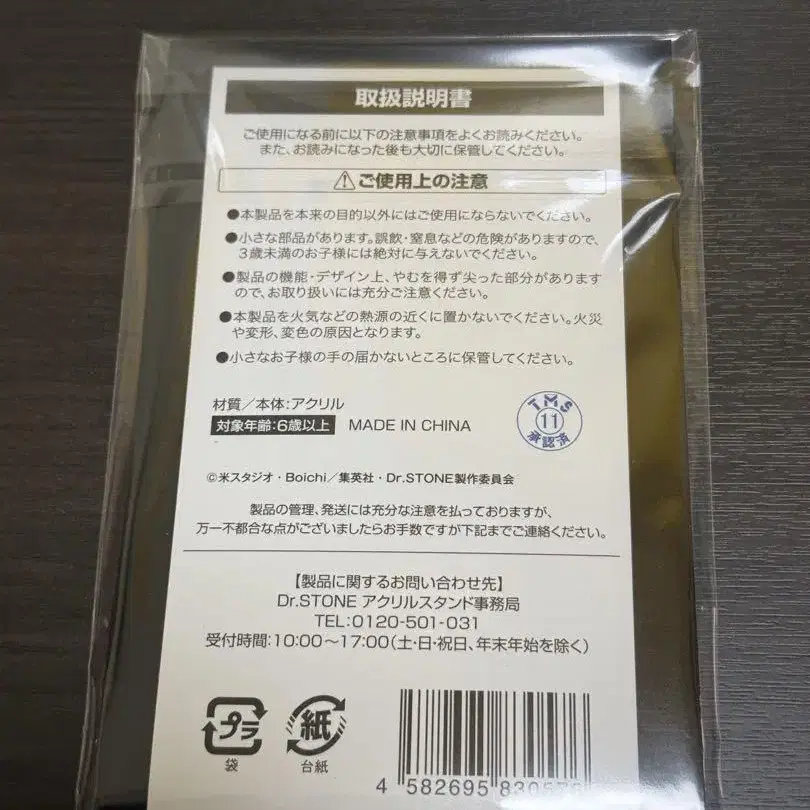 取扱説明書
ご使用になる前に以下の注意事項をよくお読みください。
また、お読みになった後も大切に保管してください。
⚠ご使用上の注意
●本製品を本来の目的以外にはご使用にならないでください。
●小さな部品があります。誤飲・窒息などの危険がありますので、
３歳未満のお子様には絶対に与えないでください。
●製品の機能・デザイン上、やむを得ず尖った部分があります
ので、お取り扱いには充分ご注意ください。
●本製品を火気などの熱源の近くに置かないでください。火災
や変形、変色の原因となります。
●小さなお子様の手の届かないところに保管してください。
材質／本体：アクリル
対象年齢：6歳以上 MADE IN CHINA
TMS
11
承認済
©米スタジオ・Boichi／集英社・Dr.STONE製作委員会
製品の管理、発送には充分な注意を払っておりますが、
万一不都合な点がございましたらお手数ですが下記までご連絡ください。
【製品に関するお問い合わせ先】
Dr.STONE アクリルスタンド事務局
TEL:0120-501-031
受付時間：10:00～17:00（土・日・祝日、年末年始を除く）
プラ
袋
紙
台紙
4 582695